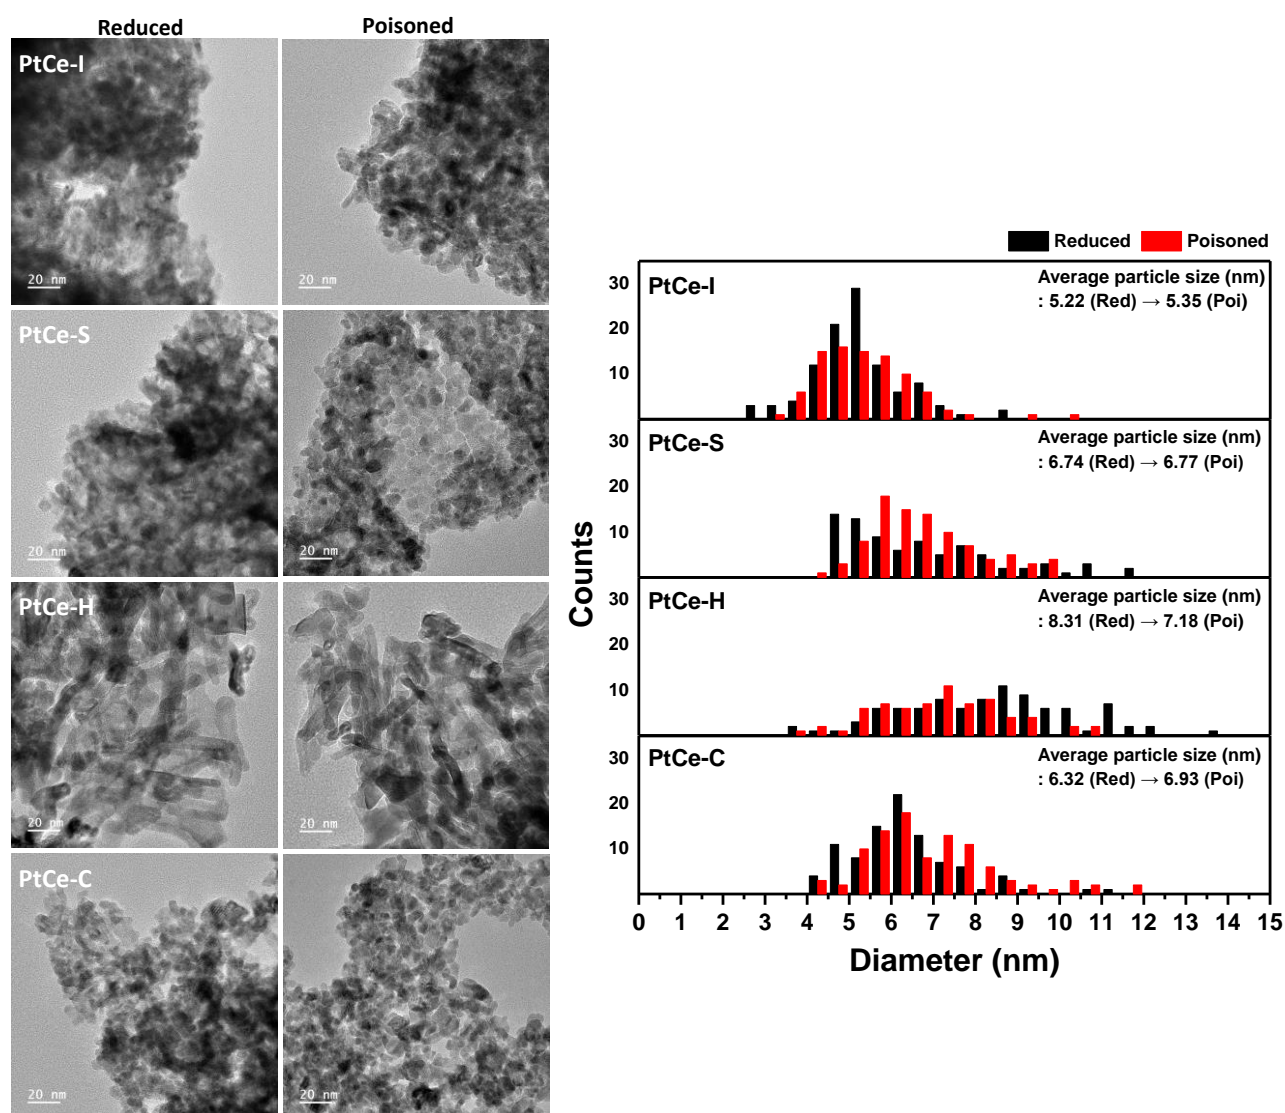 Reduced
Poisoned
PtCe-I
20 nm
20 nm
PtCe-S
20 nm
20 nm
PtCe-H
20 nm
20 nm
PtCe-C
20 nm
20 nm
Reduced Poisoned
Counts
30
20
10
PtCe-I
Average particle size (nm)
: 5.22 (Red) → 5.35 (Poi)
30
20
10
PtCe-S
Average particle size (nm)
: 6.74 (Red) → 6.77 (Poi)
30
20
10
PtCe-H
Average particle size (nm)
: 8.31 (Red) → 7.18 (Poi)
30
20
10
PtCe-C
Average particle size (nm)
: 6.32 (Red) → 6.93 (Poi)
0 1 2 3 4 5 6 7 8 9 10 11 12 13 14 15
Diameter (nm)